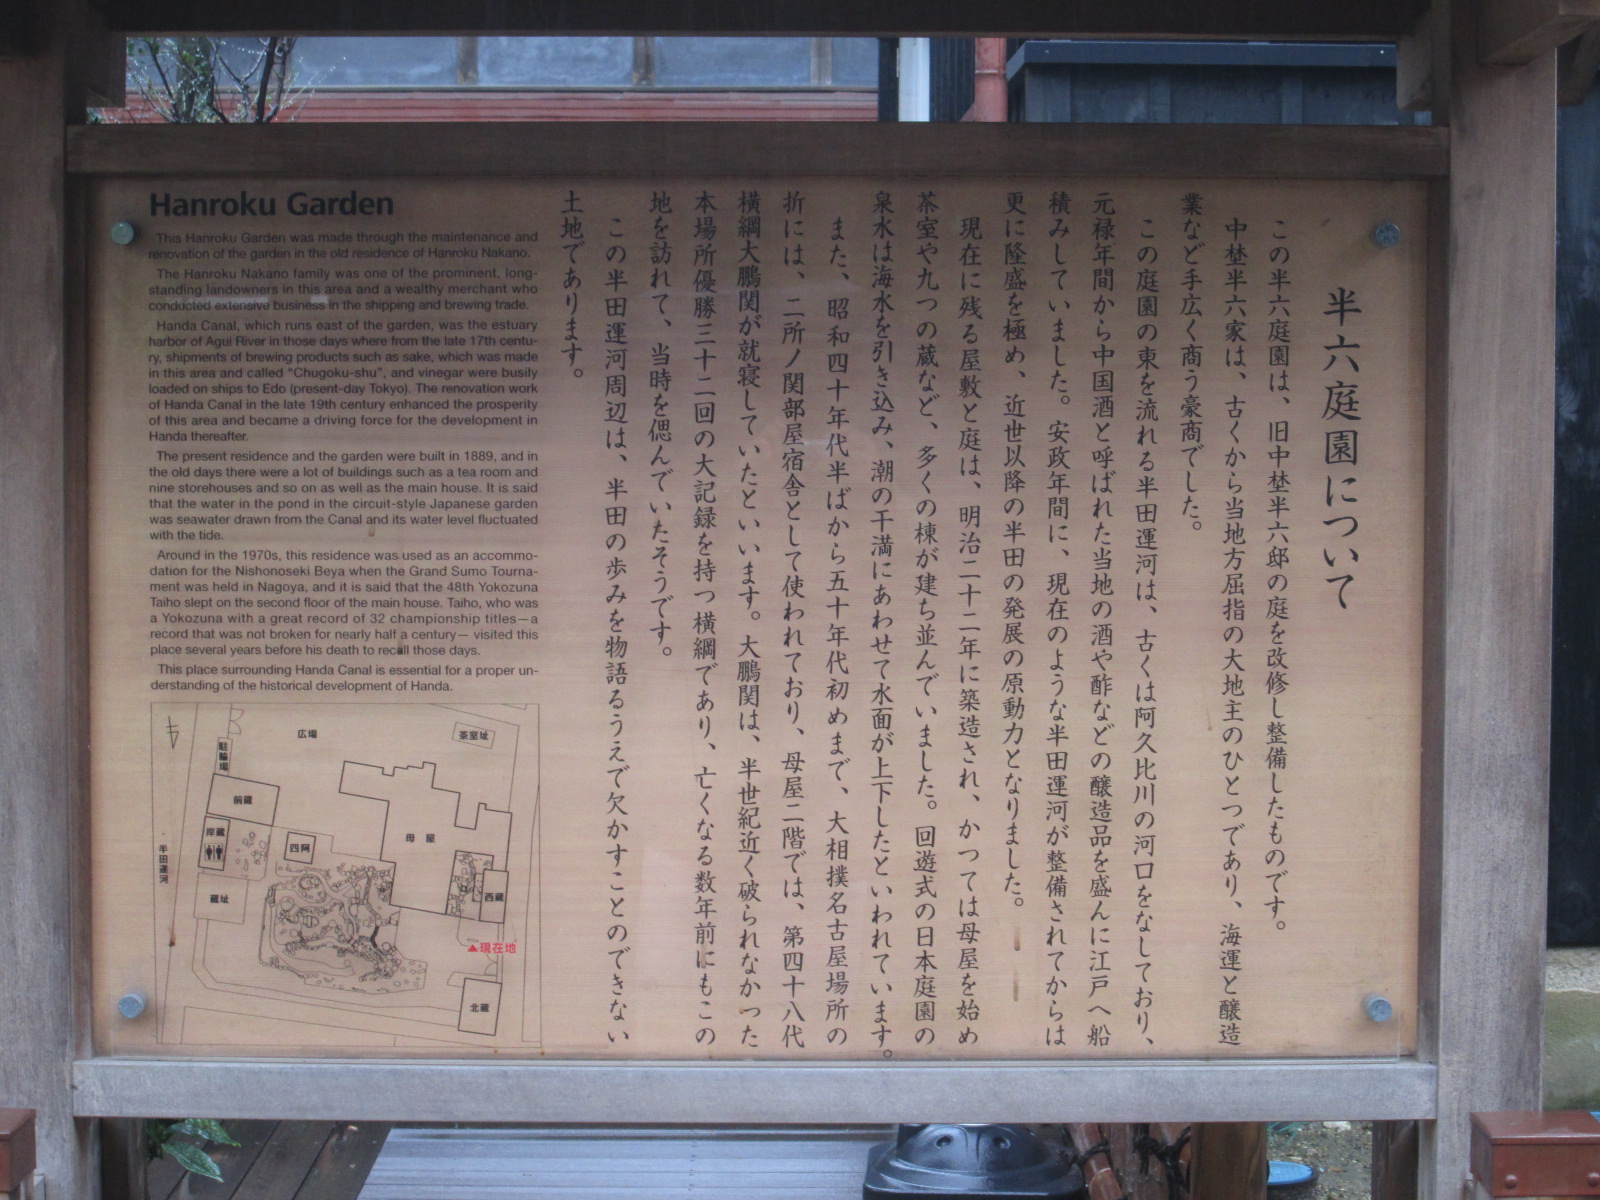 半六庭園について
この半六庭園は、旧中埜半六邸の庭を改修し整備したものです。
中埜半六家は、古くから当地方屈指の大地主のひとつであり、海運と醸造
業など手広く商う豪商でした。
この庭園の東を流れる半田運河は、古くは阿久比川の河口をなしており、
元禄年間から中国酒と呼ばれた当地の酒や酢などの醸造品を盛んに江戸へ船
積みしていました。安政年間に、現在のような半田運河が整備されてからは
更に隆盛を極め、近世以降の半田の発展の原動力となりました。
現在に残る屋敷と庭は、明治二十二年に築造され、かつては母屋を始め
茶室や九つの蔵など、多くの棟が建ち並んでいました。回遊式の日本庭園の
泉水は海水を引き込み、潮の干満にあわせて水面が上下したといわれています。
また、昭和四十年代半ばから五十年代初めまで、大相撲名古屋場所の
折には、二所ノ関部屋宿舎として使われており、母屋二階では、第四十八代
横綱大鵬関が就寝していたといいます。大鵬関は、半世紀近く破られなかった
本場所優勝三十二回の大記録を持つ横綱であり、亡くなる数年前にもこの
地を訪れて、当時を偲んでいたそうです。
この半田運河周辺は、半田の歩みを物語るうえで欠かすことのできない
土地であります。
Hanroku Garden
This Hanroku Garden was made through the maintenance and
renovation of the garden in the old residence of Hanroku Nakano.
The Hanroku Nakano family was one of the prominent, long-
standing landowners in this area and a wealthy merchant who
conducted extensive business in the shipping and brewing trade.
Handa Canal, which runs east of the garden, was the estuary
harbor of Agui River in those days where from the late 17th centu-
ry, shipments of brewing products such as sake, which was made
in this area and called "Chugoku-shu", and vinegar were busily
loaded on ships to Edo (present-day Tokyo). The renovation work
of Handa Canal in the late 19th century enhanced the prosperity
of this area and became a driving force for the development in
Handa thereafter.
The present residence and the garden were built in 1889, and in
the old days there were a lot of buildings such as a tea room and
nine storehouses and so on as well as the main house. It is said
that the water in the pond in the circuit-style Japanese garden
was seawater drawn from the Canal and its water level fluctuated
with the tide.
Around in the 1970s, this residence was used as an accommo-
dation for the Nishonoseki Beya when the Grand Sumo Tourna-
ment was held in Nagoya, and it is said that the 48th Yokozuna
Taiho slept on the second floor of the main house. Taiho, who was
a Yokozuna with a great record of 32 championship titles—a
record that was not broken for nearly half a century— visited this
place several years before his death to recall those days.
This place surrounding Handa Canal is essential for a proper un-
derstanding of the historical development of Handa.
広場
茶室址
駐輪場
前蔵
岸蔵
四阿
母屋
半田運河
蔵址
西蔵
▲現在地
北蔵